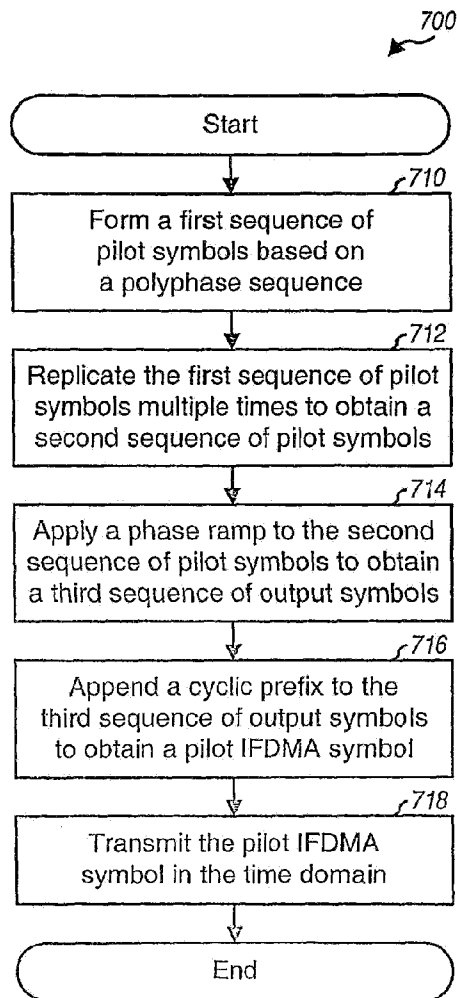 700
Start
710
Form a first sequence of
pilot symbols based on
a polyphase sequence
712
Replicate the first sequence of pilot
symbols multiple times to obtain a
second sequence of pilot symbols
714
Apply a phase ramp to the second
sequence of pilot symbols to obtain
a third sequence of output symbols
716
Append a cyclic prefix to the
third sequence of output symbols
to obtain a pilot IFDMA symbol
718
Transmit the pilot IFDMA
symbol in the time domain
End